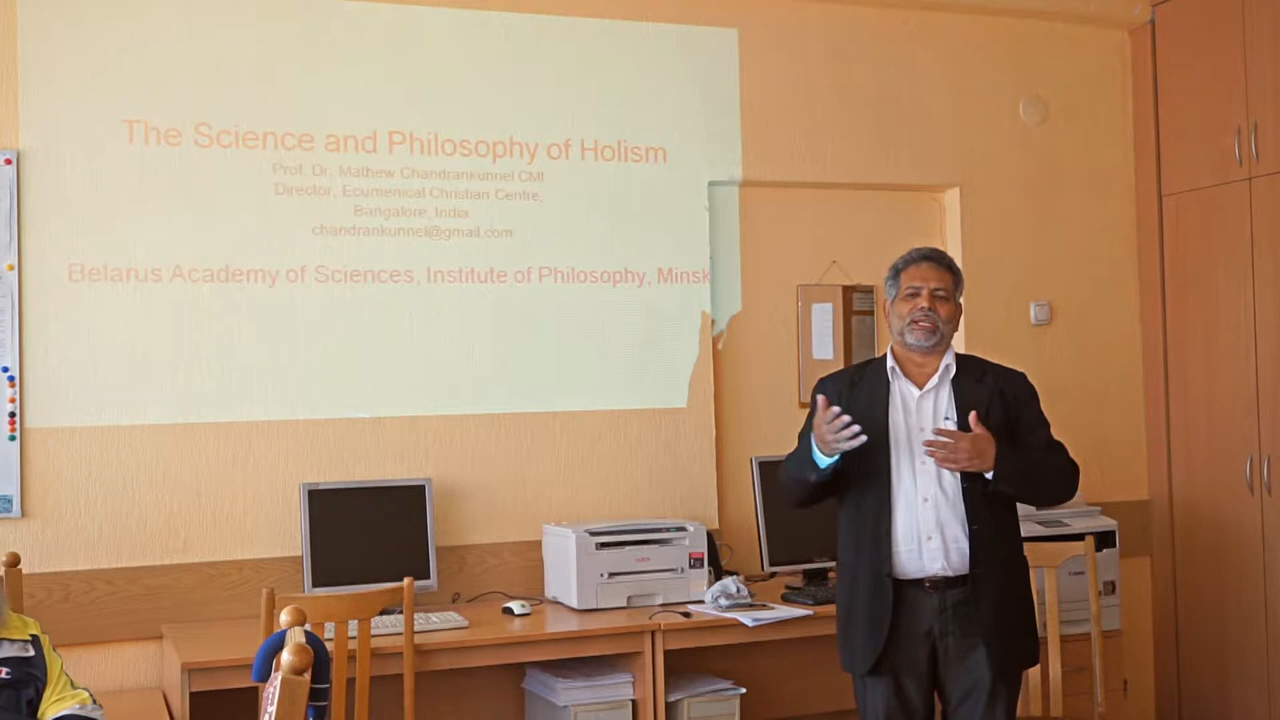 The Science and Philosophy of Holism
Prof. Dr. Mathew Chandrankunnel CMI
Director, Ecumenical Christian Centre,
Bangalore, India
chandrankunnel@gmail.com
Belarus Academy of Sciences, Institute of Philosophy, Minsk
Canon